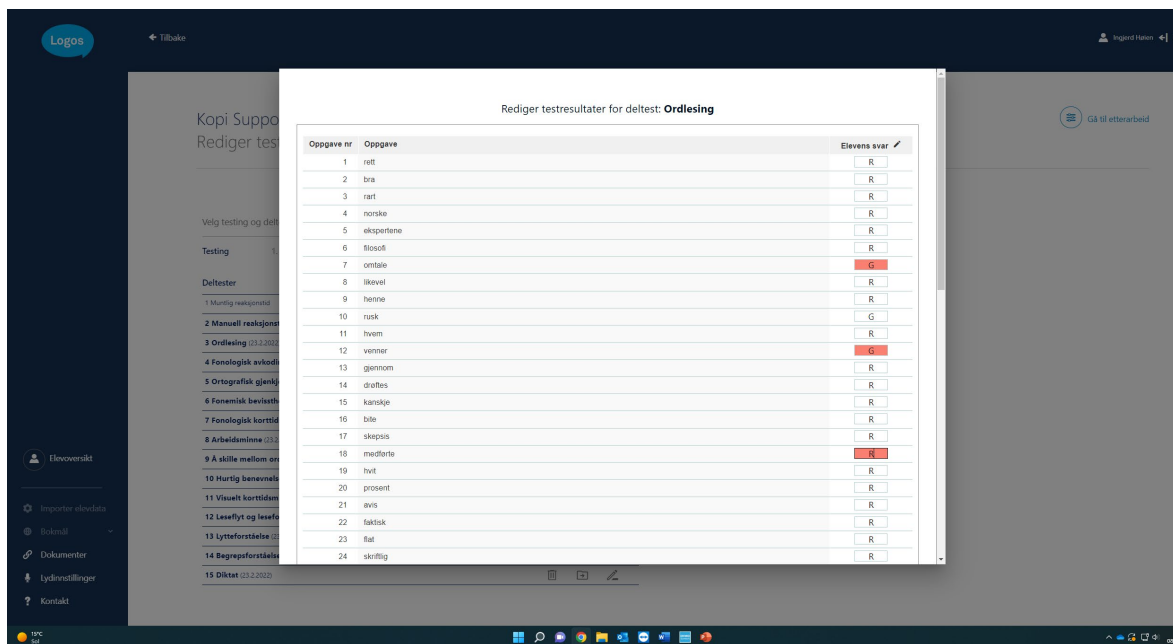 Logos
Tilbake
Ingjerd Høien
Kopi Suppo
Rediger test
Gå til etterarbeid
Velg testing og delt
Testing 1.
Deltester
1 Muntlig reaksjonstid
2 Manuell reaksjonst
3 Ordlesing (23.2.2022
4 Fonologisk avkodi
5 Ortografisk gjenkj
6 Fonemisk bevissth
7 Fonologisk korttid
8 Arbeidsminne (23.2
9 Å skille mellom ord
10 Hurtig benevnels
11 Visuelt korttidsm
12 Leseflyt og lesefo
13 Lytteforståelse (23
14 Begrepsforståelse
15 Diktat (23.2.2022)
Rediger testresultater for deltest: Ordlesing
Oppgave nr Oppgave Elevens svar
1 rett R
2 bra R
3 rart R
4 norske R
5 ekspertene R
6 filosofi R
7 omtale G
8 likevel R
9 henne R
10 rusk G
11 hvem R
12 venner G
13 gjennom R
14 drøftes R
15 kanskje R
16 bite R
17 skepsis R
18 medførte R
19 hvit R
20 prosent R
21 avis R
22 faktisk R
23 flat R
24 skriftlig R
Elevoversikt
Importer elevdata
Bokmål
Dokumenter
Lydinnstillinger
? Kontakt
15°C
Sol